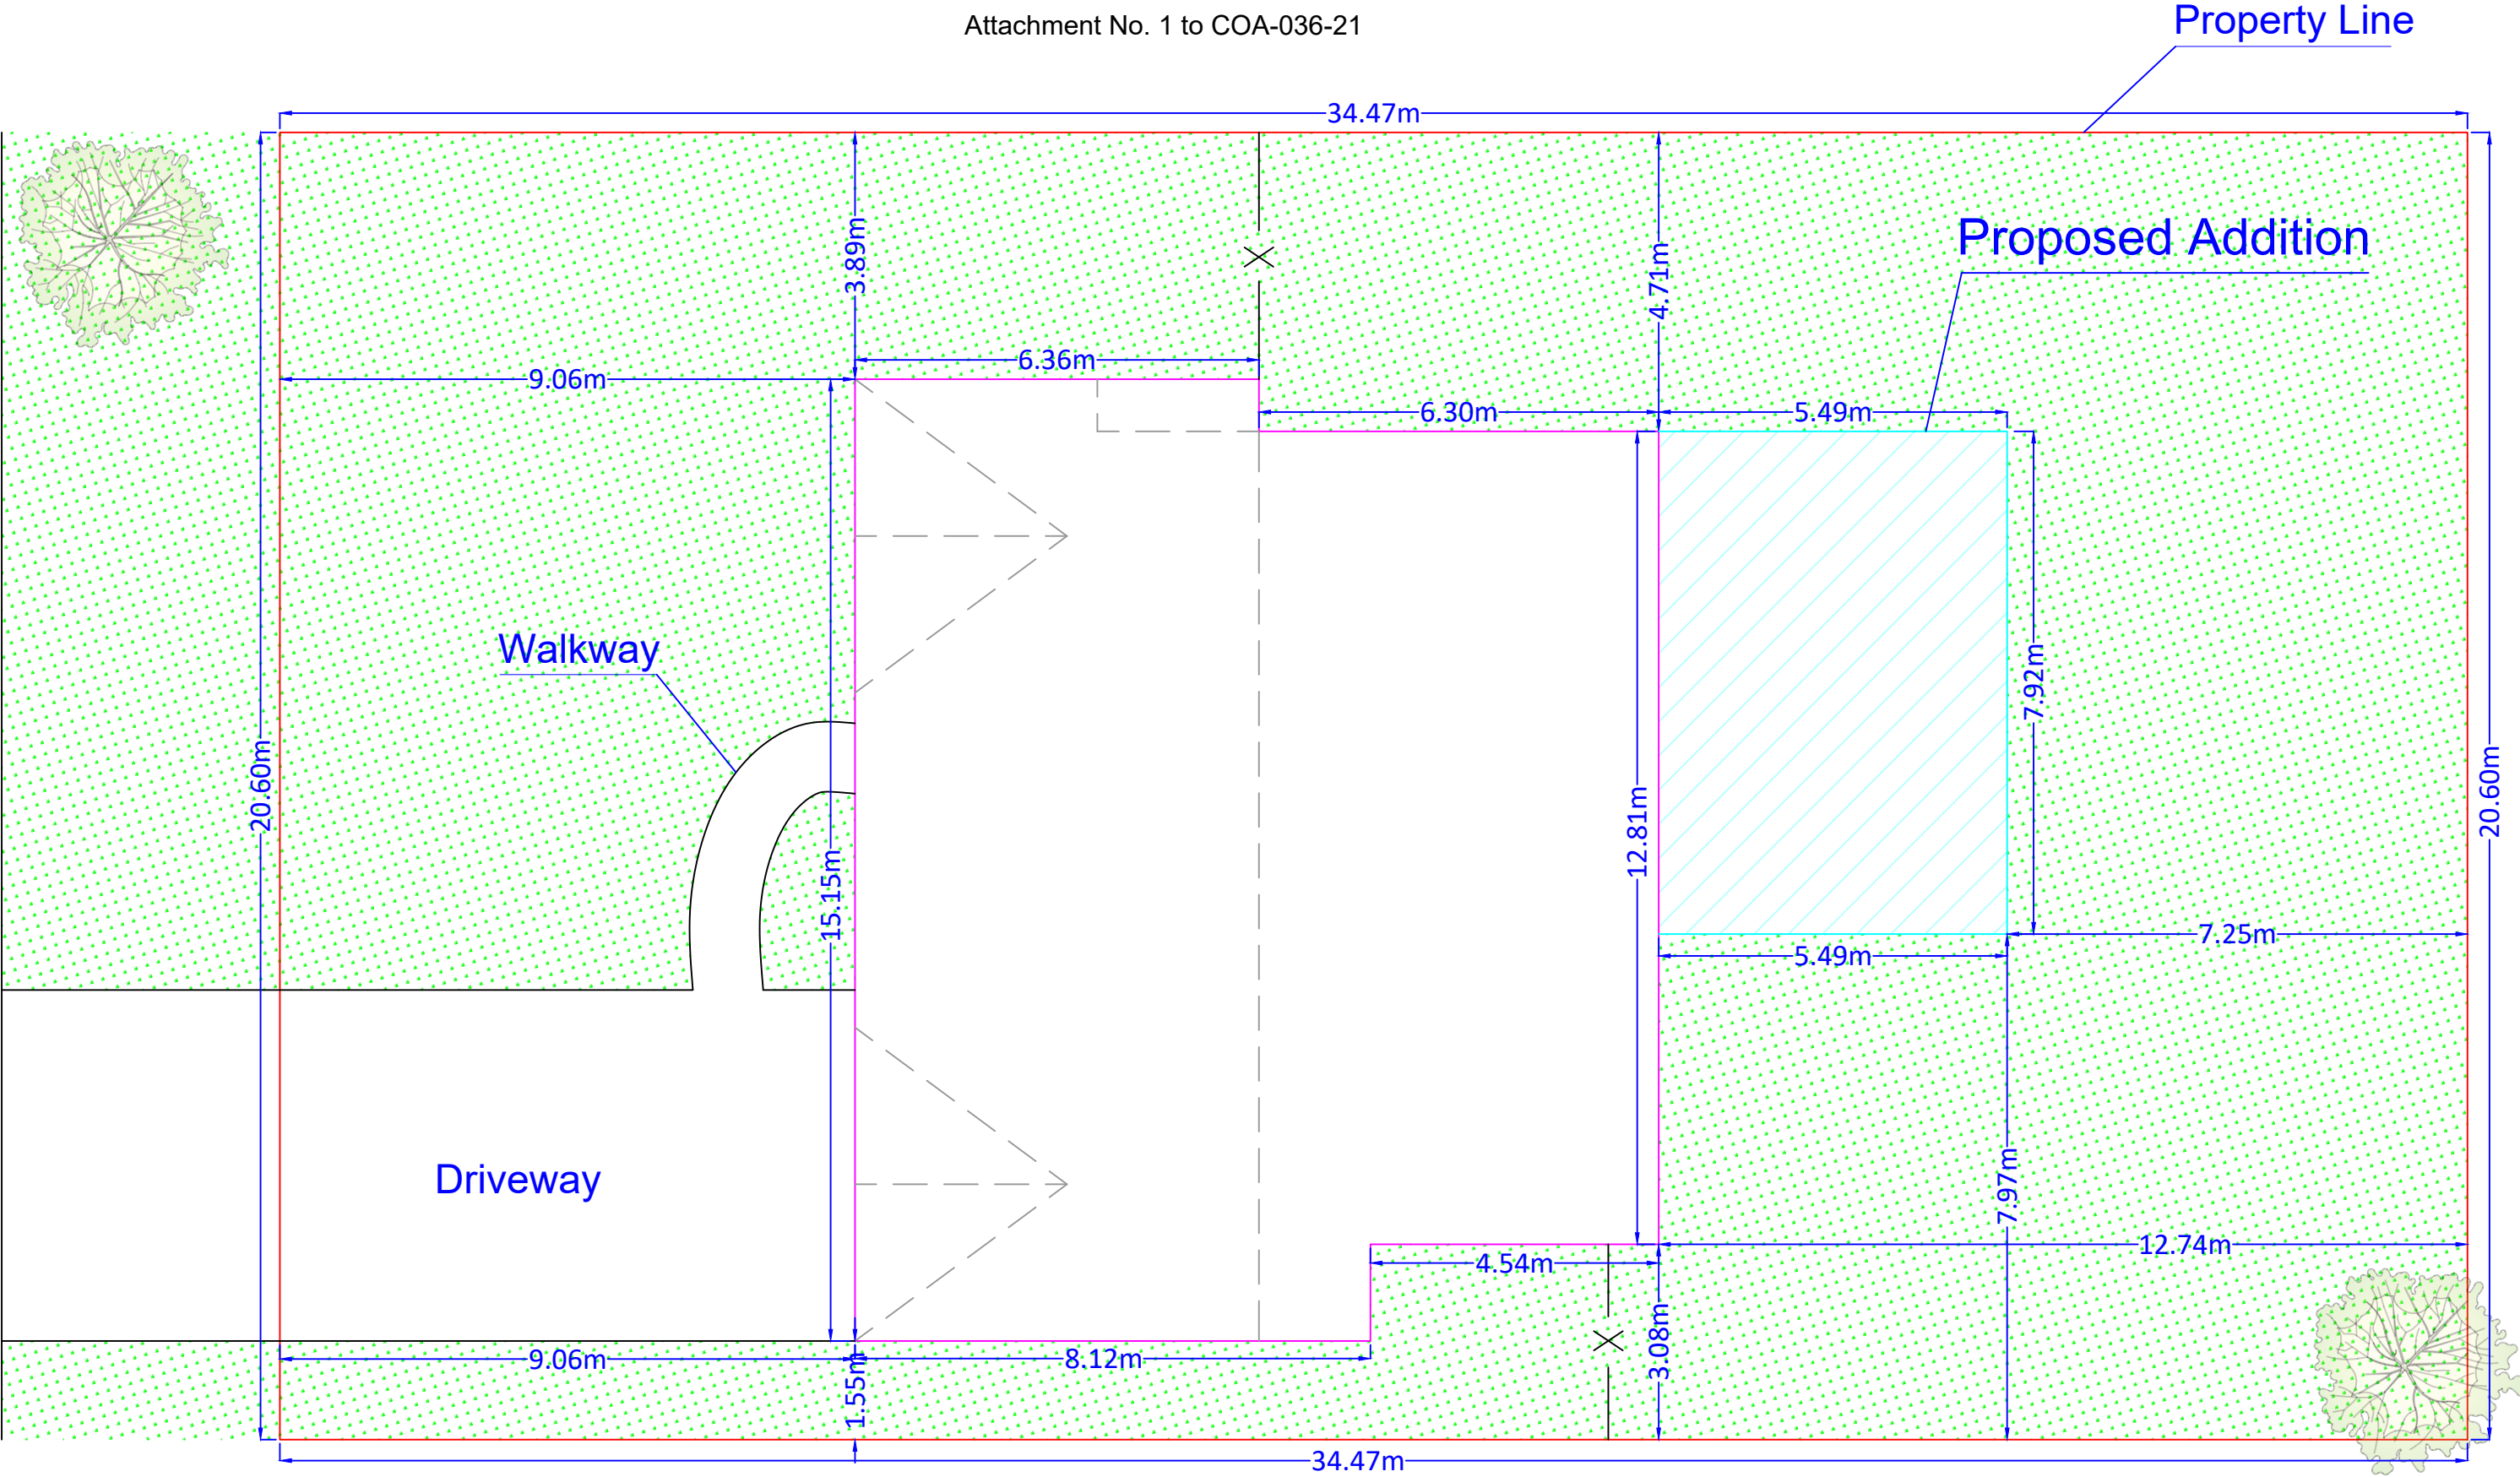 Attachment No. 1 to COA-036-21
Property Line
34.47m
3.89m
4.71m
Proposed Addition
6.36m
9.06m
6.30m
5.49m
Walkway
7.92m
20.60m
20.60m
12.81m
15.15m
7.25m
5.49m
Driveway
7.97m
12.74m
4.54m
3.08m
9.06m
8.12m
1.55m
34.47m